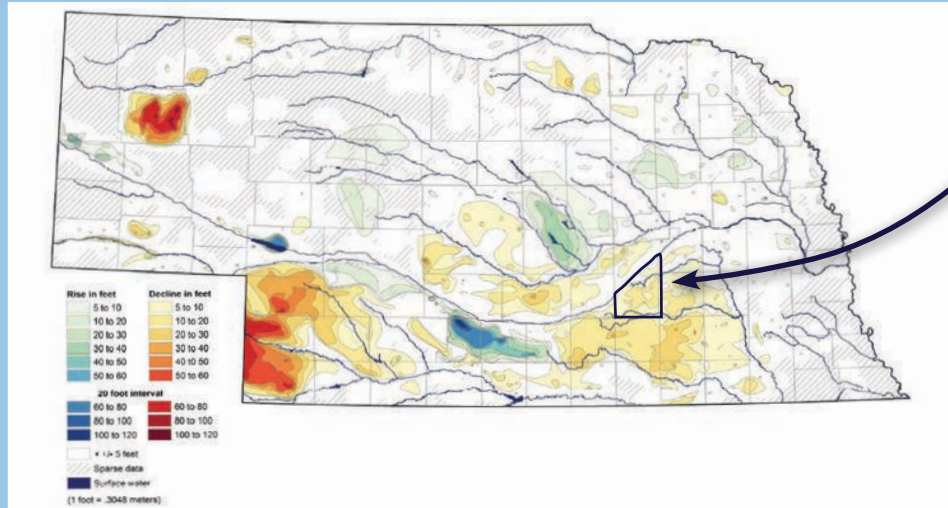 Rise in feet Decline in feet
5 to 10 5 to 10
10 to 20 10 to 20
20 to 30 20 to 30
30 to 40 30 to 40
40 to 50 40 to 50
50 to 60 50 to 60
20 foot interval
60 to 80 60 to 80
80 to 100 80 to 100
100 to 120 100 to 120
+/- 5 feet
Sparse data
Surface water
(1 foot = .3048 meters)